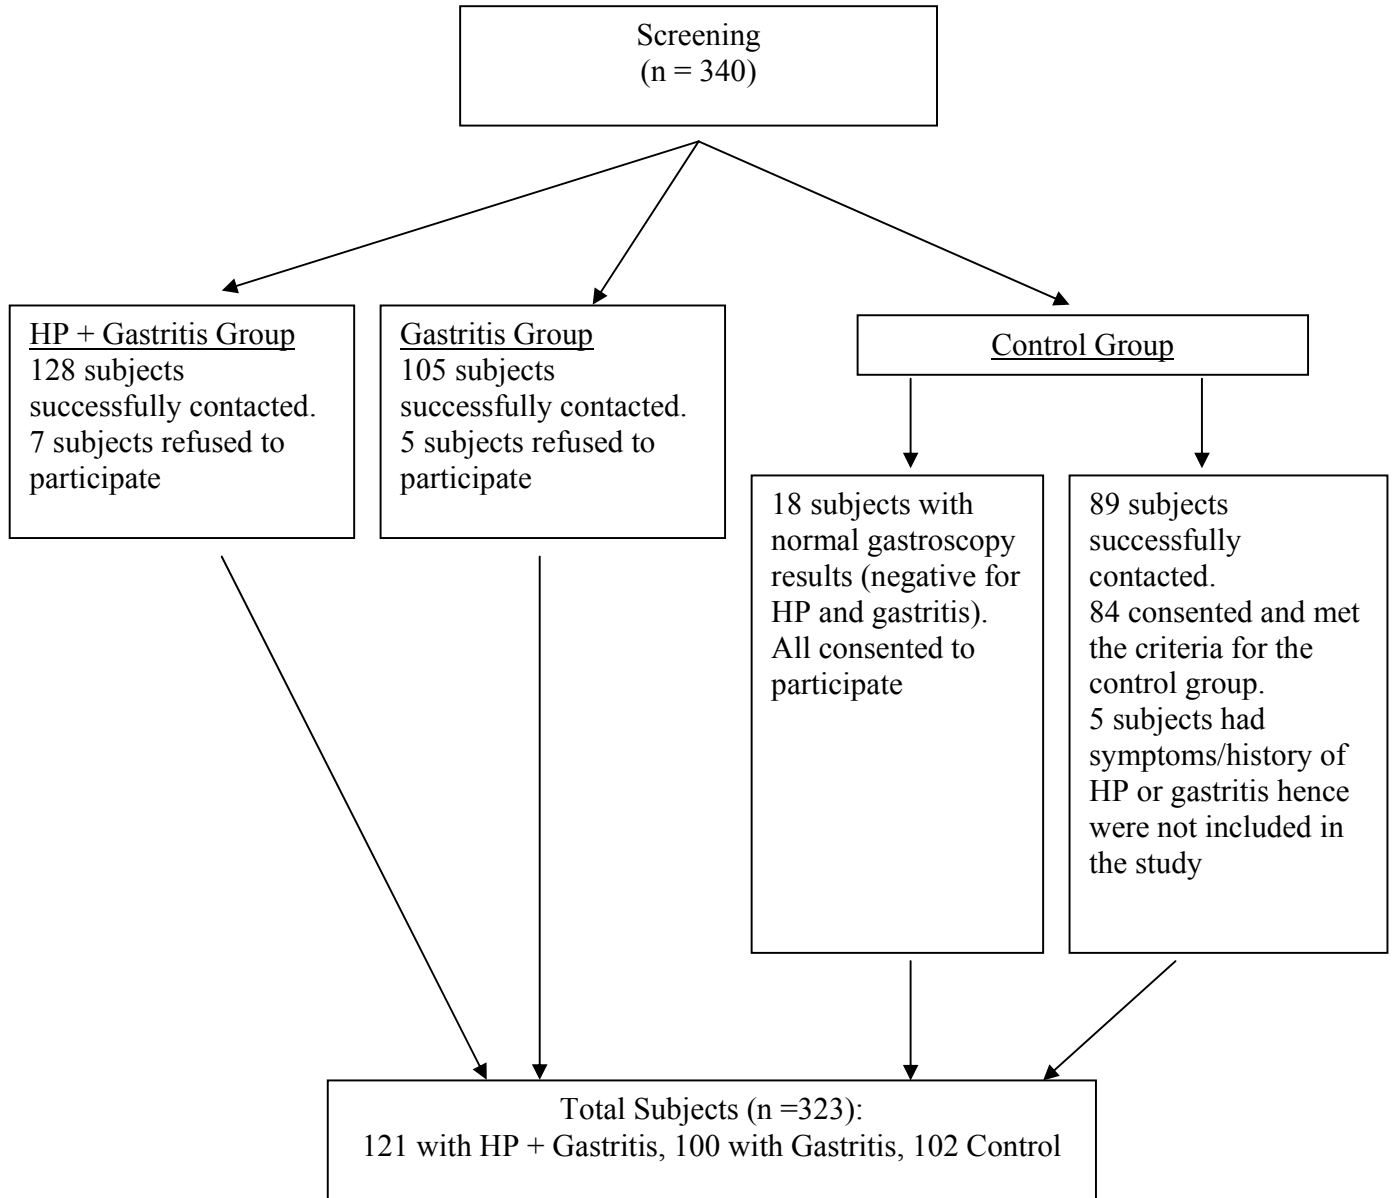 Screening
(n = 340)
HP + Gastritis Group
128 subjects
successfully contacted.
7 subjects refused to
participate
Gastritis Group
105 subjects
successfully contacted.
5 subjects refused to
participate
Control Group
18 subjects with
normal gastroscopy
results (negative for
HP and gastritis).
All consented to
participate
89 subjects
successfully
contacted.
84 consented and met
the criteria for the
control group.
5 subjects had
symptoms/history of
HP or gastritis hence
were not included in
the study
Total Subjects (n =323):
121 with HP + Gastritis, 100 with Gastritis, 102 Control